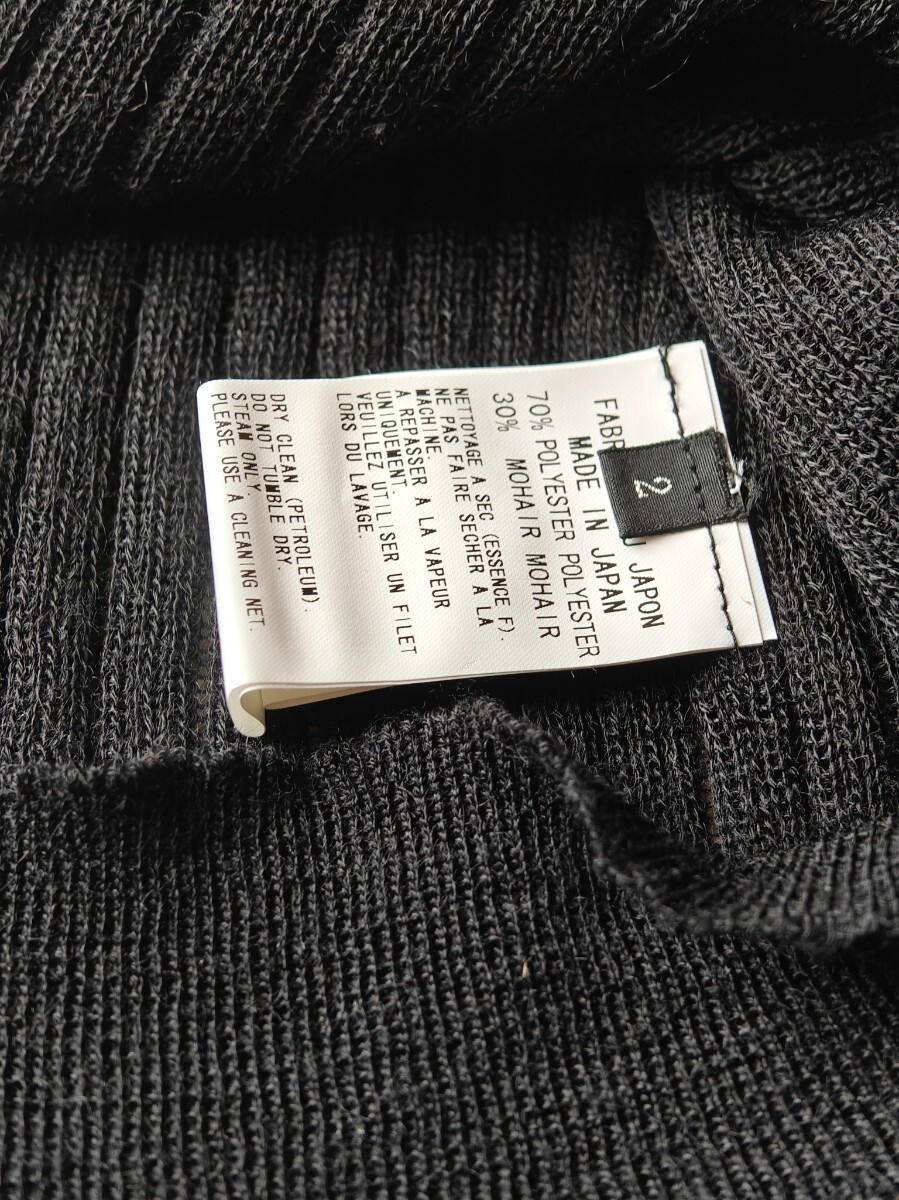 2
JAPON
MADE IN JAPAN
70% POLYESTER POLYESTER
30% MOHAIR MOHAIR
NETTOYAGE A SEC (ESSENCE F).
NE PAS FAIRE SECHER A LA
MACHINE.
A REPASSER A LA VAPEUR
UNIQUEMENT.
VEUILLEZ UTILISER UN FILET
LORS DU LAVAGE.
DRY CLEAN (PETROLEUM).
DO NOT TUMBLE DRY.
STEAM ONLY.
PLEASE USE A CLEANING NET.